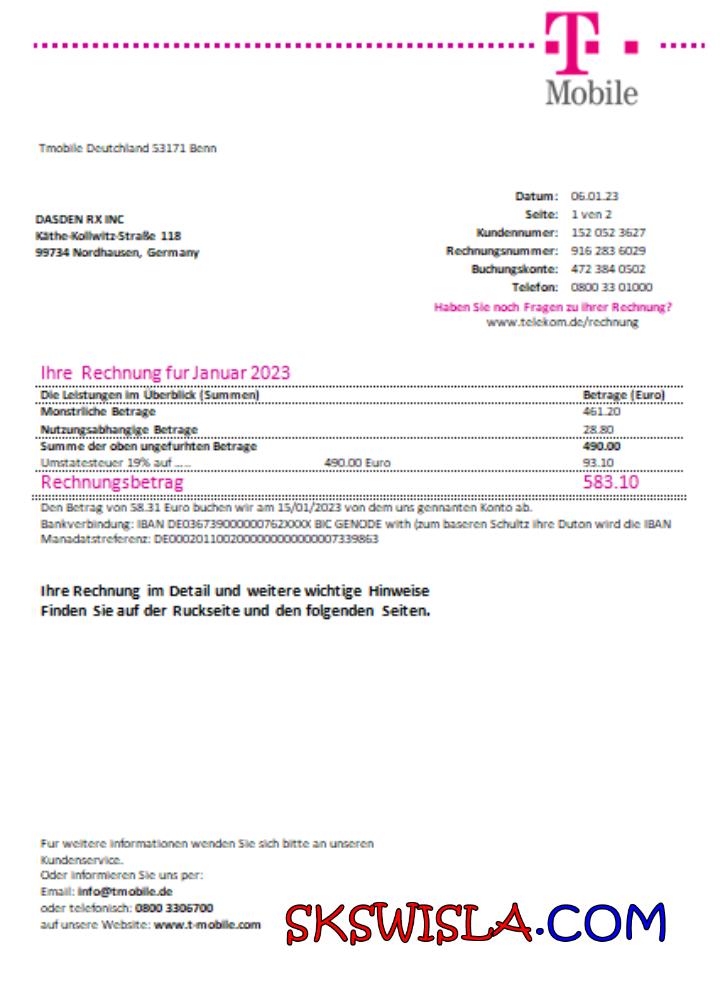 T
Mobile
Tmobile Deutchland 53171 Benn
DASDEN RX INC
Käthe-Kollwitz-Straße 118
99734 Nordhausen, Germany
Datum: 06.01.23
Seite: 1 ven 2
Kundennumer: 152 052 3627
Rechnungsnummer: 916 283 6029
Buchungskonte: 472 384 0502
Telefon: 0800 33 01000
Haben Sie noch Fragen zu ihrer Rechnung?
www.telekom.de/rechnung
Ihre Rechnung fur Januar 2023
Die Leistungen im Überblick (Summen) Betrage (Euro)
Monstrliche Betrage 461.20
Nutzungsabhangige Betrage 28.80
Summe der oben ungefurhten Betrage 490.00
Umstatesteuer 19% auf ..... 490.00 Euro 93.10
Rechnungsbetrag 583.10
Den Betrag von 58.31 Euro buchen wir am 15/01/2023 von dem uns gennanten Konto ab.
Bankverbindung: IBAN DE03673900000762XXXX BIC GENODE with (zum baseren Schultz ihre Duton wird die IBAN
Manadatstreferenz: DE0002011002000000000000007339863
Ihre Rechnung im Detail und weitere wichtige Hinweise
Finden Sie auf der Ruckseite und den folgenden Seiten.
Fur weitere informationen wenden Sie sich bitte an unseren
Kundenservice.
Oder informieren Sie uns per:
Email: info@tmobile.de
oder telefonisch: 0800 3306700
auf unsere Website: www.t-mobile.com
SKSWISLA.COM